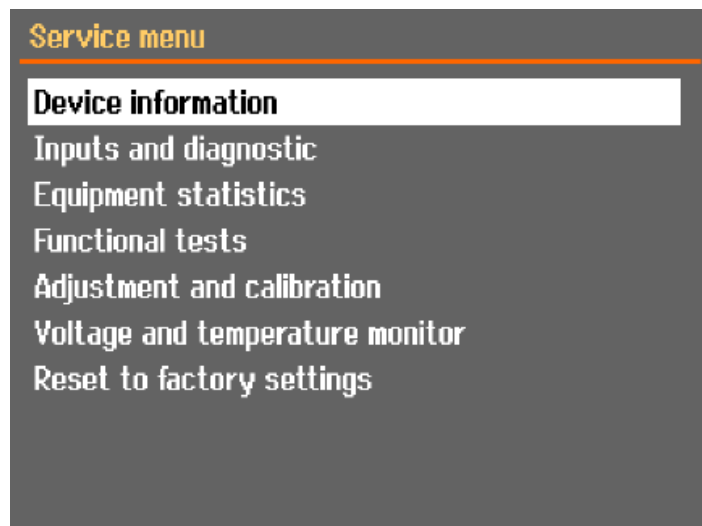 Service menu
Device information
Inputs and diagnostic
Equipment statistics
Functional tests
Adjustment and calibration
Voltage and temperature monitor
Reset to factory settings